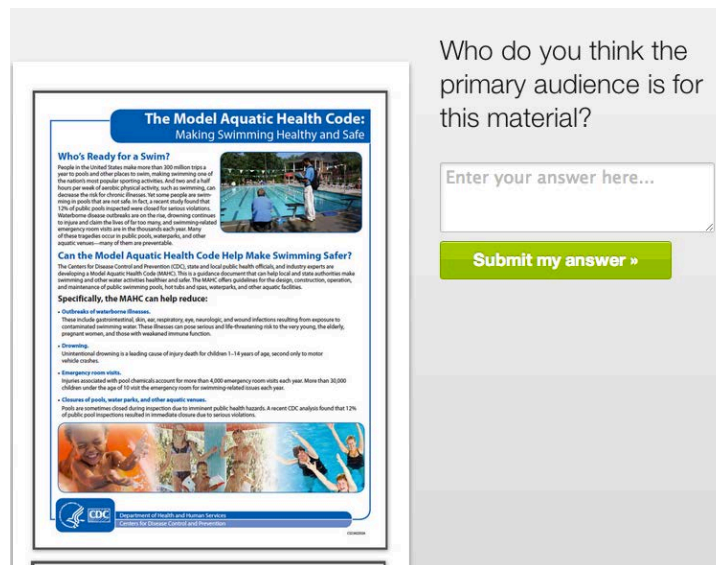 Who do you think the
primary audience is for
this material?
Enter your answer here...
Submit my answer »
The Model Aquatic Health Code:
Making Swimming Healthy and Safe
Who's Ready for a Swim?
People in the United States make more than 300 million trips a
year to pools and other places to swim, making swimming one of
the nation's most popular sporting activities. And two and a half
hours per week of aerobic physical activity, such as swimming, can
decrease the risk for chronic illnesses. Yet some people are swim-
ming in pools that are not safe. In fact, a recent study found that
12% of public pools inspected were closed for serious violations.
Waterborne disease outbreaks are on the rise, drowning continues
to injure and claim the lives of far too many, and swimming-related
emergency room visits are in the thousands each year. Many
of these tragedies occur in public pools, waterparks, and other
aquatic venues—many of them are preventable.
Can the Model Aquatic Health Code Help Make Swimming Safer?
The Centers for Disease Control and Prevention (CDC), state and local public health officials, and industry experts are
developing a Model Aquatic Health Code (MAHC). This is a guidance document that can help local and state authorities make
swimming and other water activities healthier and safer. The MAHC offers guidelines for the design, construction, operation,
and maintenance of public swimming pools, hot tubs and spas, waterparks, and other aquatic facilities.
Specifically, the MAHC can help reduce:
• Outbreaks of waterborne illnesses.
These include gastrointestinal, skin, ear, respiratory, eye, neurologic, and wound infections resulting from exposure to
contaminated swimming water. These illnesses can pose serious and life-threatening risk to the very young, the elderly,
pregnant women, and those with weakened immune function.
• Drowning.
Unintentional drowning is a leading cause of injury death for children 1–14 years of age, second only to motor
vehicle crashes.
• Emergency room visits.
Injuries associated with pool chemicals account for more than 4,000 emergency room visits each year. More than 30,000
children under the age of 10 visit the emergency room for swimming-related issues each year.
• Closures of pools, water parks, and other aquatic venues.
Pools are sometimes closed during inspection due to imminent public health hazards. A recent CDC analysis found that 12%
of public pool inspections resulted in immediate closure due to serious violations.
CDC
Department of Health and Human Services
Centers for Disease Control and Prevention